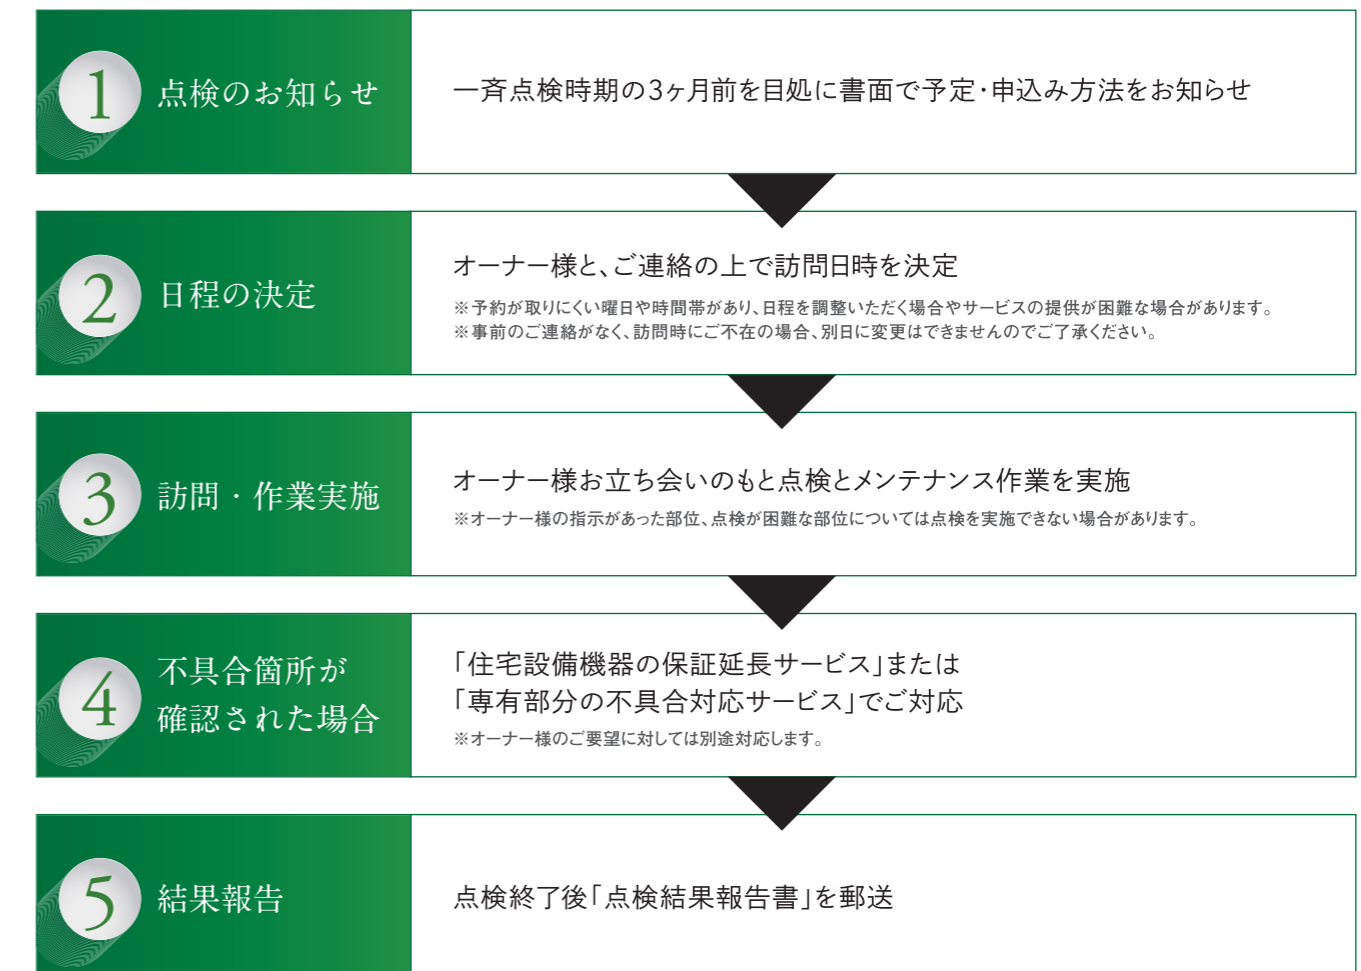 1
点検のお知らせ
一斉点検時期の3ヶ月前を目処に書面で予定・申込み方法をお知らせ
2
日程の決定
オーナー様と、ご連絡の上で訪問日時を決定
※予約が取りにくい曜日や時間帯があり、日程を調整いただく場合やサービスの提供が困難な場合があります。
※事前のご連絡がなく、訪問時にご不在の場合、別日に変更はできませんのでご了承ください。
3
訪問・作業実施
オーナー様お立ち会いのもと点検とメンテナンス作業を実施
※オーナー様の指示があった部位、点検が困難な部位については点検を実施できない場合があります。
4
不具合箇所が
確認された場合
「住宅設備機器の保証延長サービス」または
「専有部分の不具合対応サービス」でご対応
※オーナー様のご要望に対しては別途対応します。
5
結果報告
点検終了後「点検結果報告書」を郵送